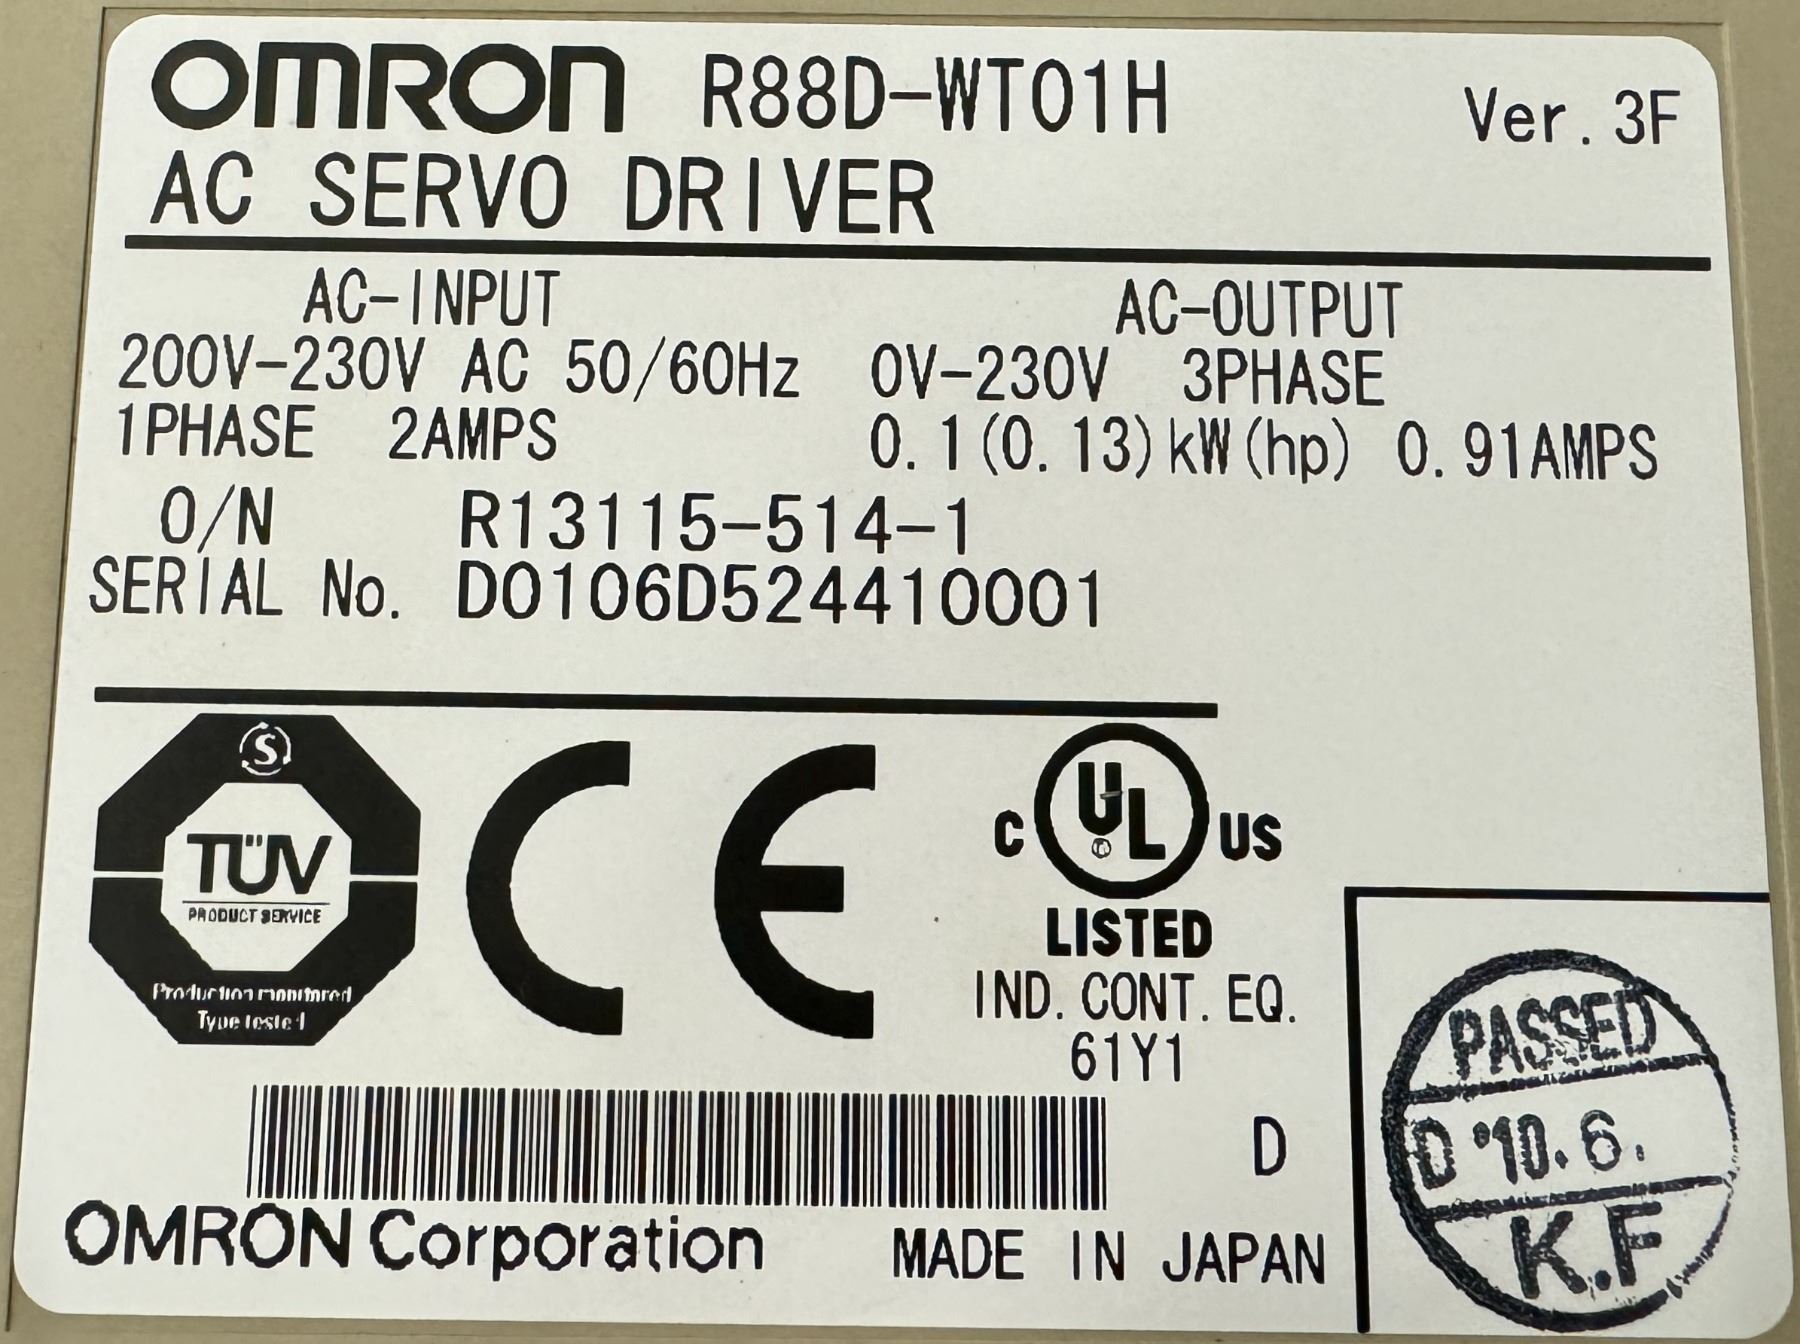 OMRON R88D-WT01H Ver.3F
AC SERVO DRIVER
AC-INPUT
200V-230V AC 50/60Hz
1PHASE 2AMPS
AC-OUTPUT
0V-230V 3PHASE
0.1(0.13)kW(hp) 0.91AMPS
O/N R13115-514-1
SERIAL No. D0106D524410001
S
TÜV
PRODUCT SERVICE
Production monitored
Type tested
CE
C UL US
LISTED
IND. CONT. EQ.
61Y1
D
OMRON Corporation MADE IN JAPAN
PASSED
D '10.6.
K.F